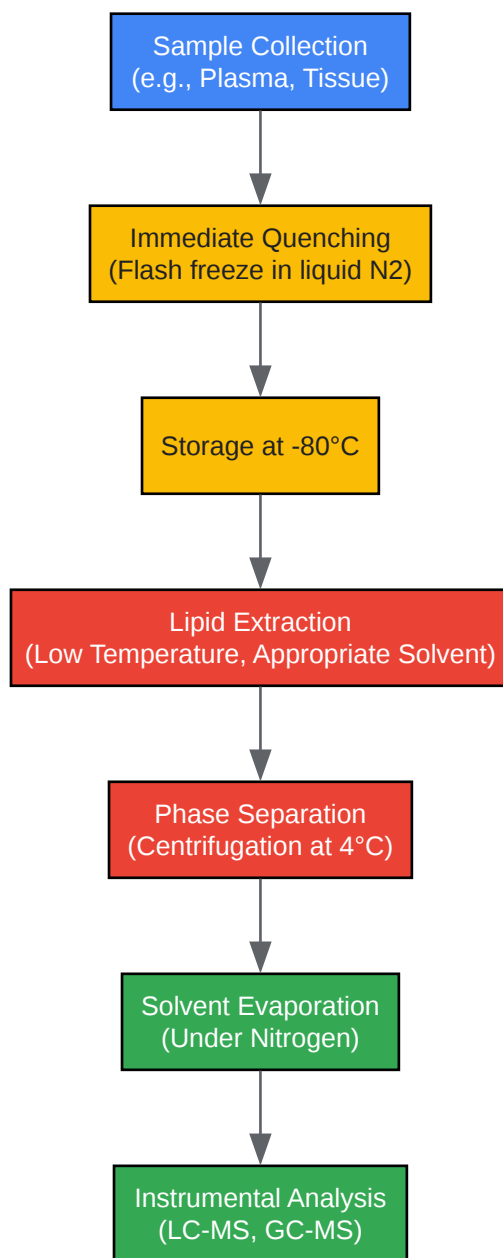 Sample Collection
(e.g., Plasma, Tissue)
Immediate Quenching
(Flash freeze in liquid N2)
Storage at -80°C
Lipid Extraction
(Low Temperature, Appropriate Solvent)
Phase Separation
(Centrifugation at 4°C)
Solvent Evaporation
(Under Nitrogen)
Instrumental Analysis
(LC-MS, GC-MS)